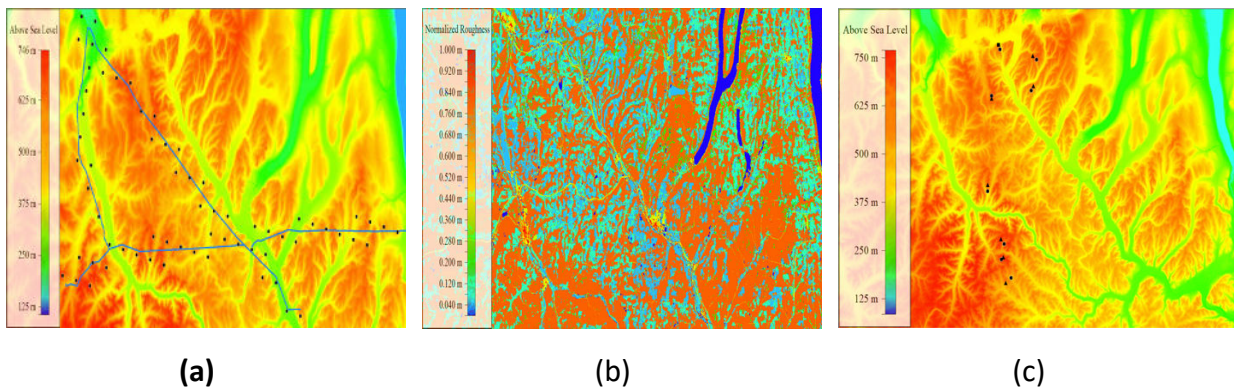 Above Sea Level
746 m
625 m
500 m
375 m
250 m
125 m
(a)
Normalized Roughness
1.000 m
0.920 m
0.840 m
0.760 m
0.680 m
0.600 m
0.520 m
0.440 m
0.360 m
0.280 m
0.200 m
0.120 m
0.040 m
(b)
Above Sea Level
750 m
625 m
500 m
375 m
250 m
125 m
(c)